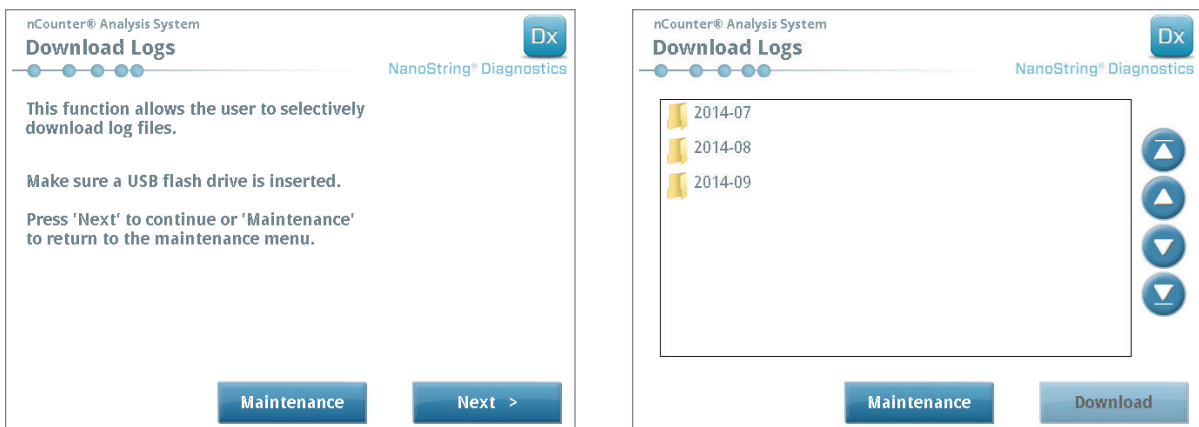 nCounter® Analysis System
Download Logs
Dx
NanoString® Diagnostics
This function allows the user to selectively
download log files.
Make sure a USB flash drive is inserted.
Press 'Next' to continue or 'Maintenance'
to return to the maintenance menu.
Maintenance
Next >
nCounter® Analysis System
Download Logs
Dx
NanoString® Diagnostics
2014-07
2014-08
2014-09
Maintenance
Download